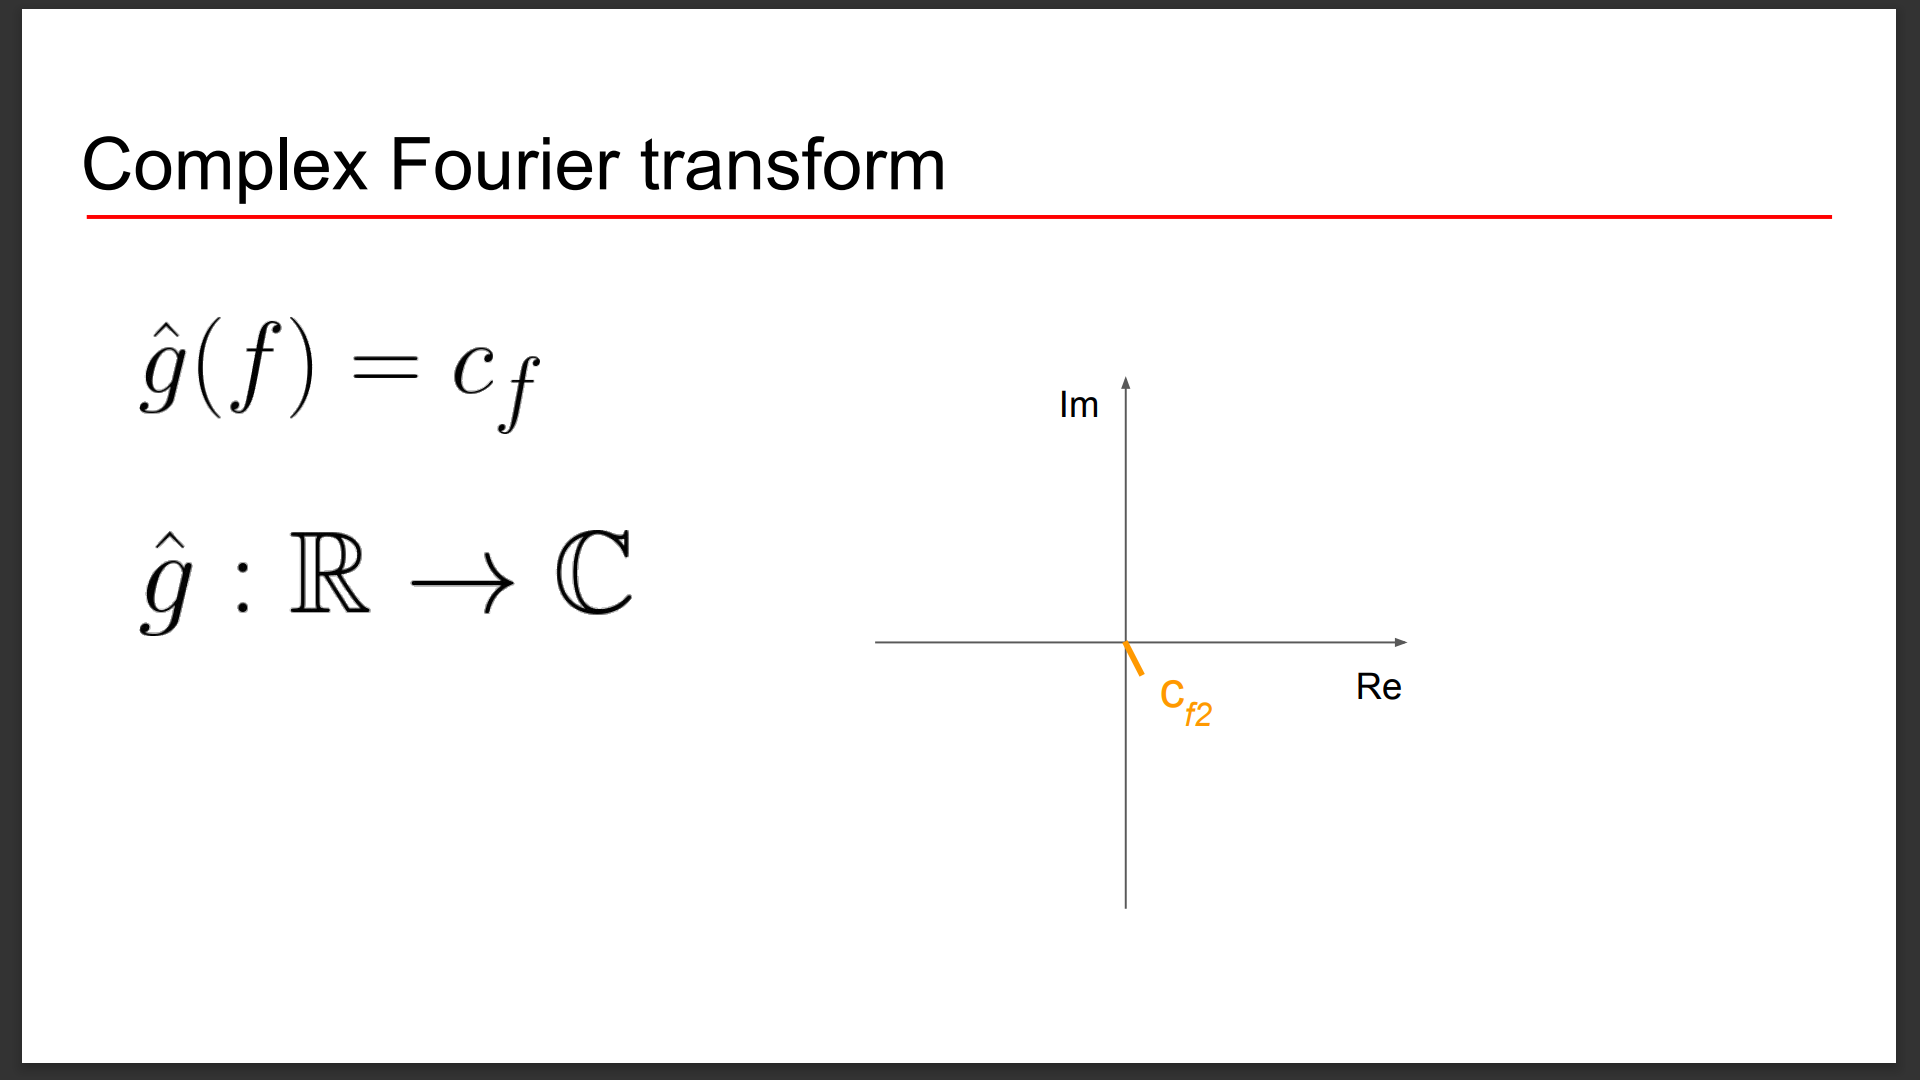 Complex Fourier transform
ĝ(f) = c_f
ĝ : ℝ → ℂ
Im
Re
c_f2